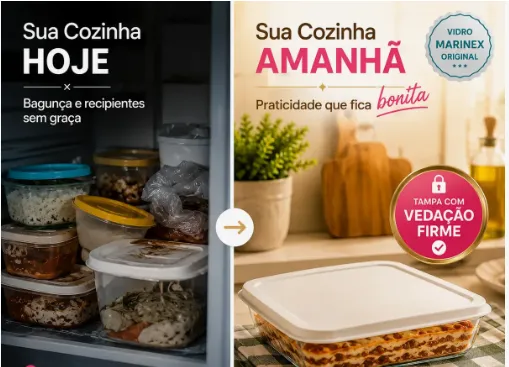 Sua Cozinha
HOJE
Bagunça e recipientes
sem graça
Sua Cozinha
AMANHÃ
Praticidade que fica bonita
VIDRO
MARINEX
ORIGINAL
TAMPA COM
VEDAÇÃO
FIRME